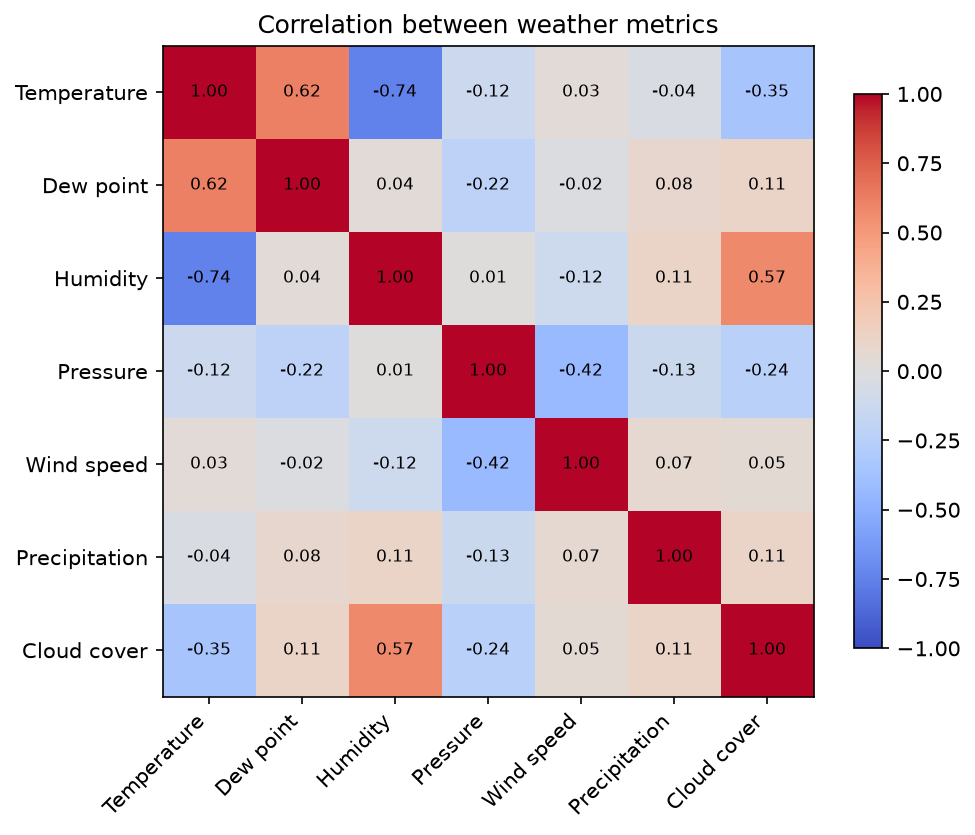 Correlation between weather metrics
Temperature 1.00 0.62 -0.74 -0.12 0.03 -0.04 -0.35
Dew point 0.62 1.00 0.04 -0.22 -0.02 0.08 0.11
Humidity -0.74 0.04 1.00 0.01 -0.12 0.11 0.57
Pressure -0.12 -0.22 0.01 1.00 -0.42 -0.13 -0.24
Wind speed 0.03 -0.02 -0.12 -0.42 1.00 0.07 0.05
Precipitation -0.04 0.08 0.11 -0.13 0.07 1.00 0.11
Cloud cover -0.35 0.11 0.57 -0.24 0.05 0.11 1.00
Temperature Dew point Humidity Pressure Wind speed Precipitation Cloud cover
1.00
0.75
0.50
0.25
0.00
−0.25
−0.50
−0.75
−1.00